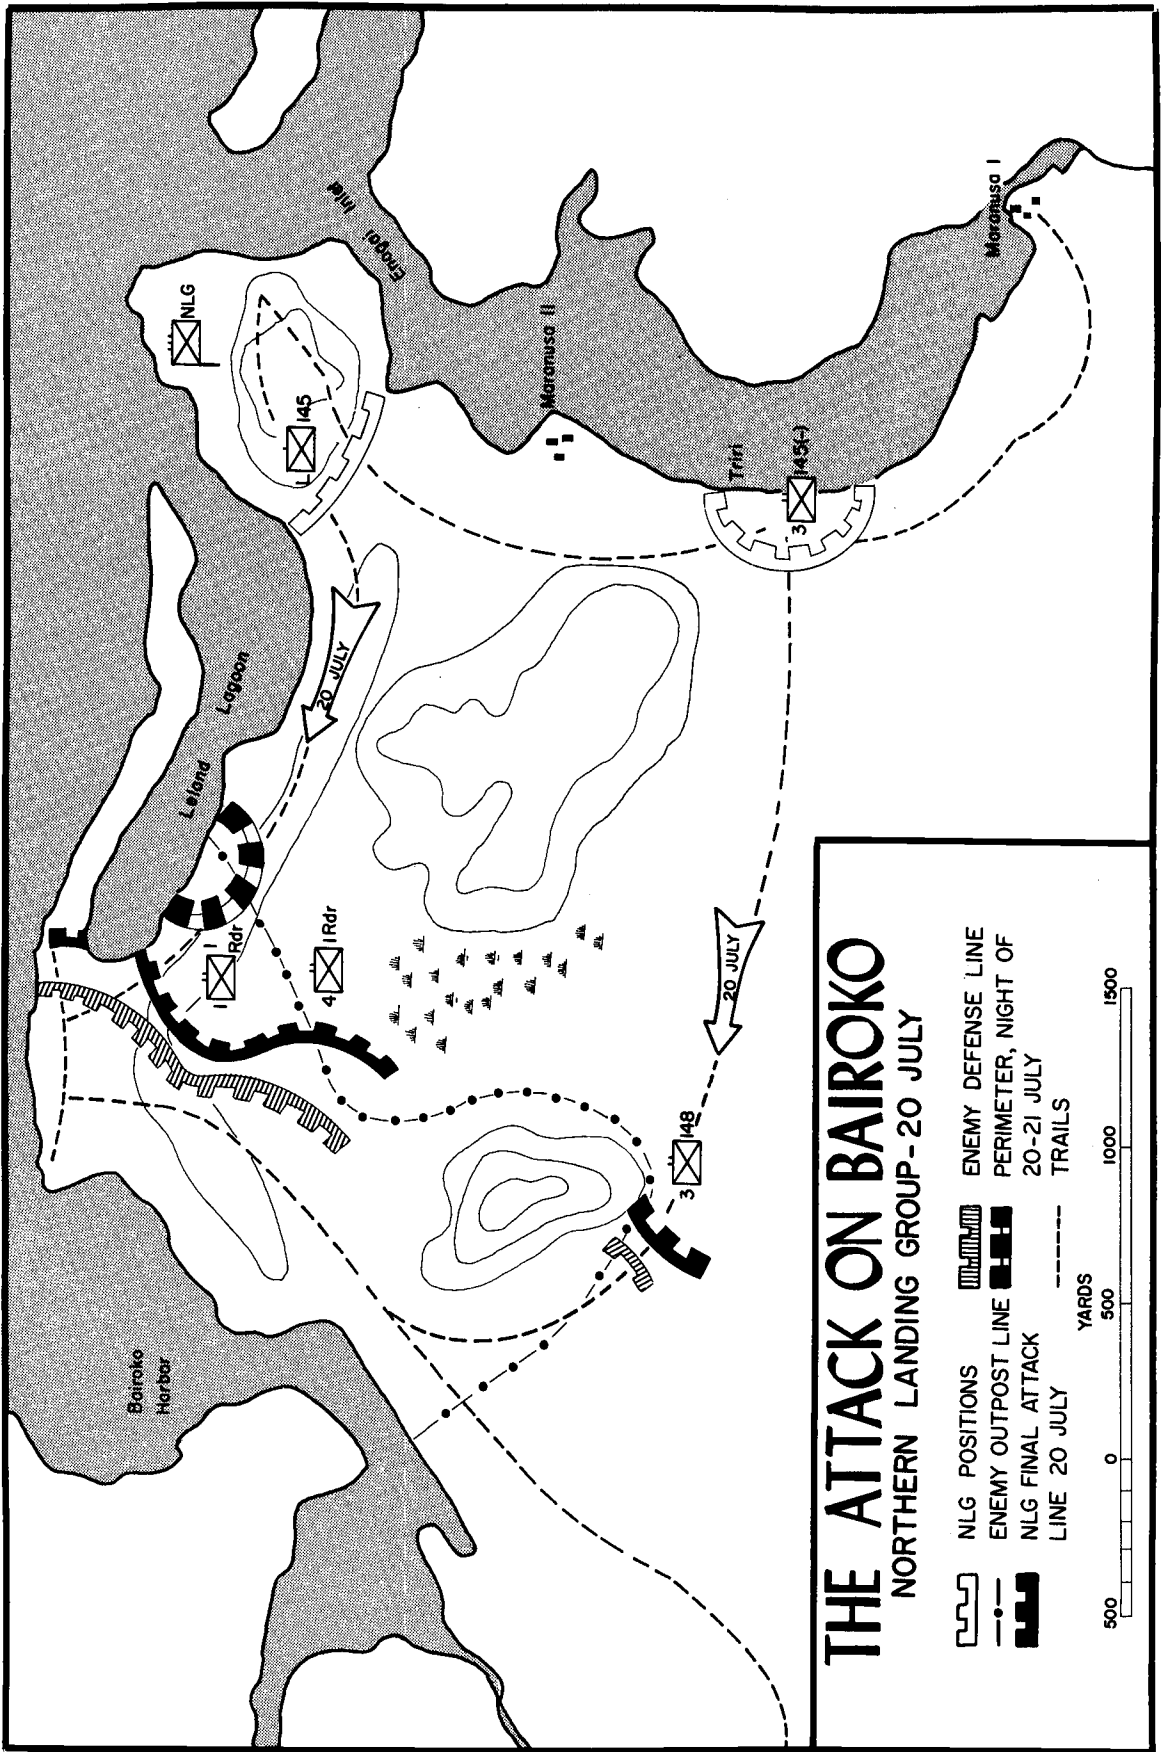 THE ATTACK ON BAIROKO
NORTHERN LANDING GROUP-20 JULY
NLG POSITIONS
ENEMY OUTPOST LINE
NLG FINAL ATTACK
LINE 20 JULY
ENEMY DEFENSE LINE
PERIMETER, NIGHT OF
20-21 JULY
TRAILS
YARDS
500 0 500 1000 1500
Bairoko
Harbor
Leland Lagoon
Enogai Inlet
Maranusa II
Maranusa I
Triri
NLG
L 145
3 145(-)
20 JULY
20 JULY
1 1
Rdr
4 1Rdr
3 148